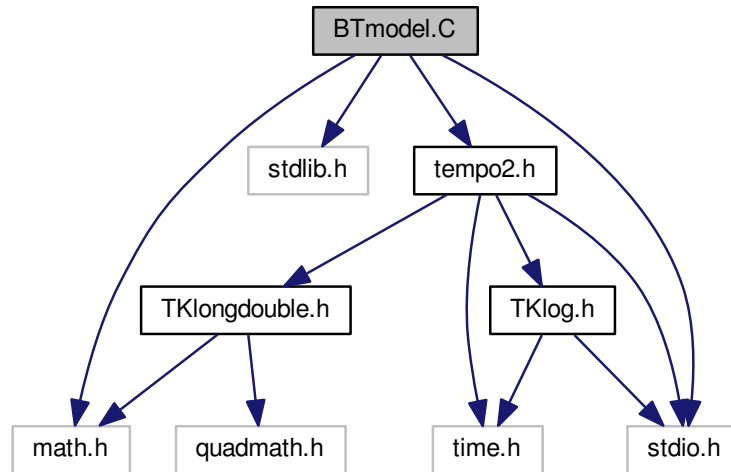 BTmodel.C
stdlib.h
tempo2.h
TKlongdouble.h
TKlog.h
math.h
quadmath.h
time.h
stdio.h